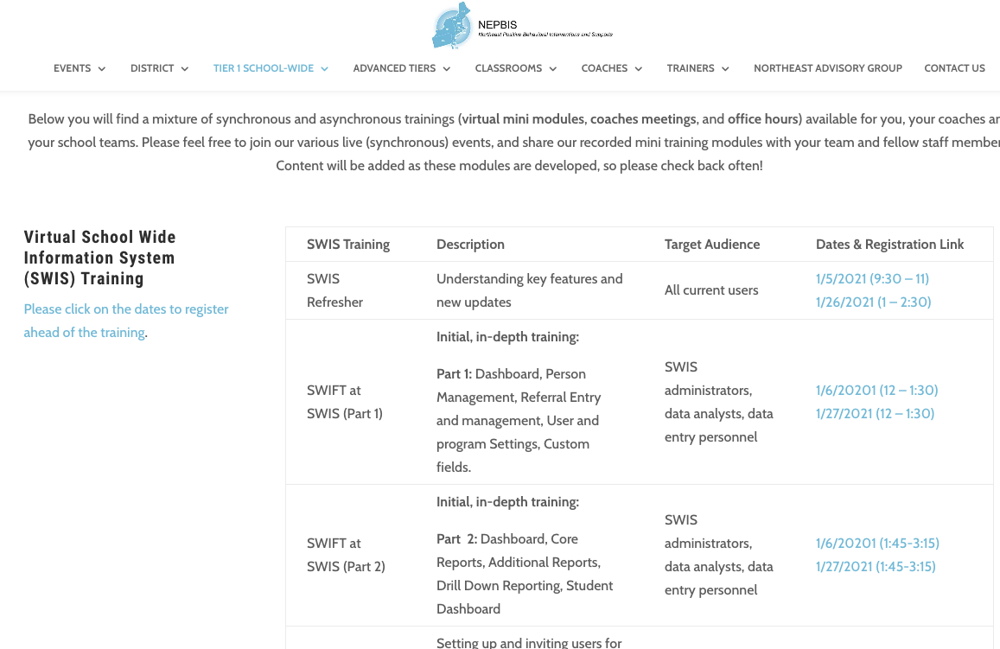 NEPBIS
Northeast Positive Behavioral Interventions and Supports
EVENTS DISTRICT TIER 1 SCHOOL-WIDE ADVANCED TIERS CLASSROOMS COACHES TRAINERS NORTHEAST ADVISORY GROUP CONTACT US
Below you will find a mixture of synchronous and asynchronous trainings (virtual mini modules, coaches meetings, and office hours) available for you, your coaches ar
your school teams. Please feel free to join our various live (synchronous) events, and share our recorded mini training modules with your team and fellow staff member
Content will be added as these modules are developed, so please check back often!
Virtual School Wide
Information System
(SWIS) Training
Please click on the dates to register
ahead of the training.
SWIS Training Description Target Audience Dates & Registration Link
SWIS
Refresher
Understanding key features and
new updates
All current users
1/5/2021 (9:30 – 11)
1/26/2021 (1 – 2:30)
SWIFT at
SWIS (Part 1)
Initial, in-depth training:
Part 1: Dashboard, Person
Management, Referral Entry
and management, User and
program Settings, Custom
fields.
SWIS
administrators,
data analysts, data
entry personnel
1/6/20201 (12 – 1:30)
1/27/2021 (12 – 1:30)
SWIFT at
SWIS (Part 2)
Initial, in-depth training:
Part 2: Dashboard, Core
Reports, Additional Reports,
Drill Down Reporting, Student
Dashboard
SWIS
administrators,
data analysts, data
entry personnel
1/6/20201 (1:45-3:15)
1/27/2021 (1:45-3:15)
Setting up and inviting users for